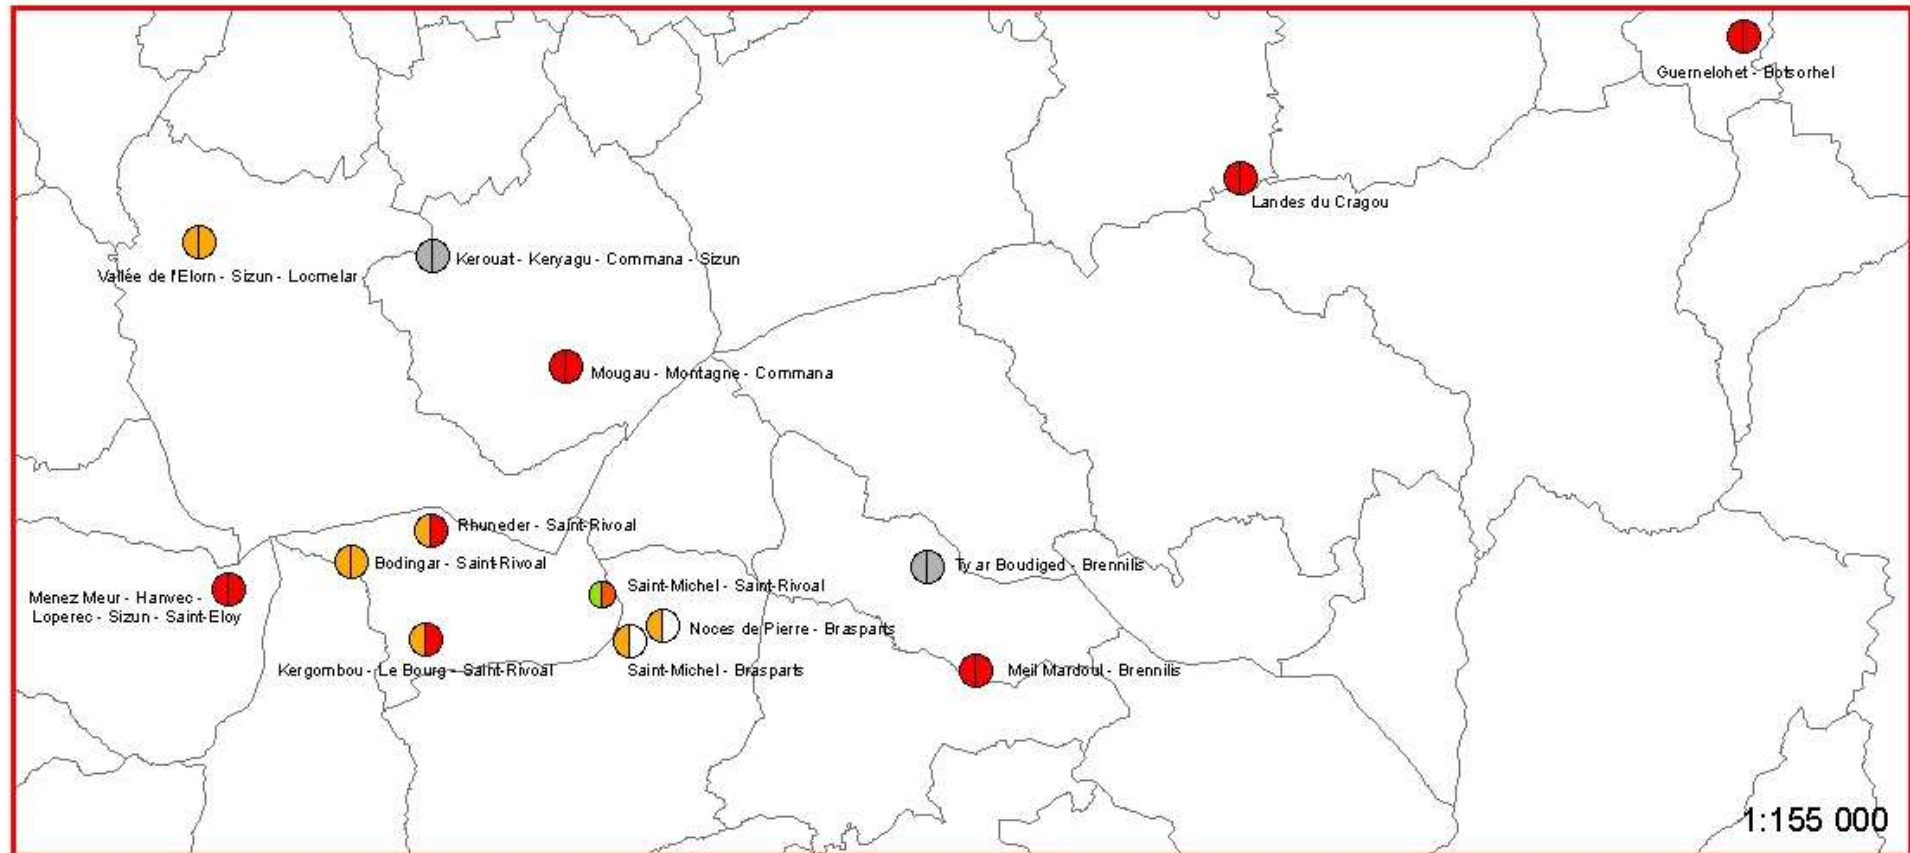 Guernelohet - Botsorhel
Landes du Cragou
Vallée de l'Elorn - Sizun - Locmelar
Kerouat - Keryagu - Commana - Sizun
Mougau - Montagne - Commana
Rhuneder - Saint-Rivoal
Bodingar - Saint-Rivoal
Menez Meur - Hanvec -
Loperec - Sizun - Saint-Eloy
Saint-Michel - Saint-Rivoal
Ty ar Boudiged - Brennilis
Noces de Pierre - Brasparts
Kergombou - Le Bourg - Saint-Rivoal
Saint-Michel - Brasparts
Meil Mardoul - Brennilis
1:155 000